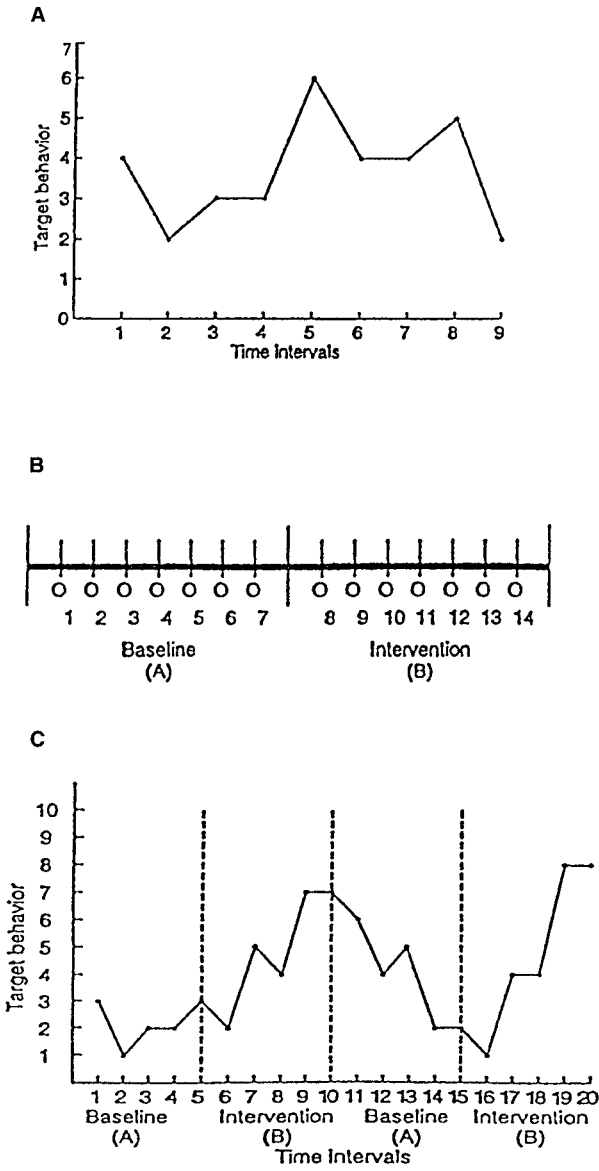 A
7
6
5
4
3
2
1
0
Target behavior
1 2 3 4 5 6 7 8 9
Time Intervals
B
O O O O O O O O O O O O O O
1 2 3 4 5 6 7 8 9 10 11 12 13 14
Baseline Intervention
(A) (B)
C
10
9
8
7
6
5
4
3
2
1
Target behavior
1 2 3 4 5 6 7 8 9 10 11 12 13 14 15 16 17 18 19 20
Baseline Intervention Baseline Intervention
(A) (B) (A) (B)
Time Intervals